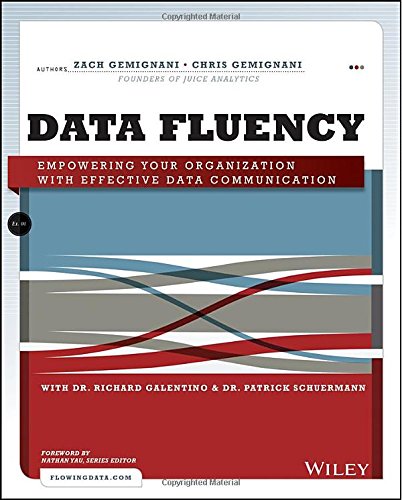 Copyrighted Material
AUTHORS, ZACH GEMIGNANI • CHRIS GEMIGNANI
FOUNDERS OF JUICE ANALYTICS
DATA FLUENCY
EMPOWERING YOUR ORGANIZATION
WITH EFFECTIVE DATA COMMUNICATION
WITH DR. RICHARD GALENTINO & DR. PATRICK SCHUERMANN
FOREWORD BY
NATHAN YAU, SERIES EDITOR
FLOWINGDATA.COM
WILEY
Copyrighted Material